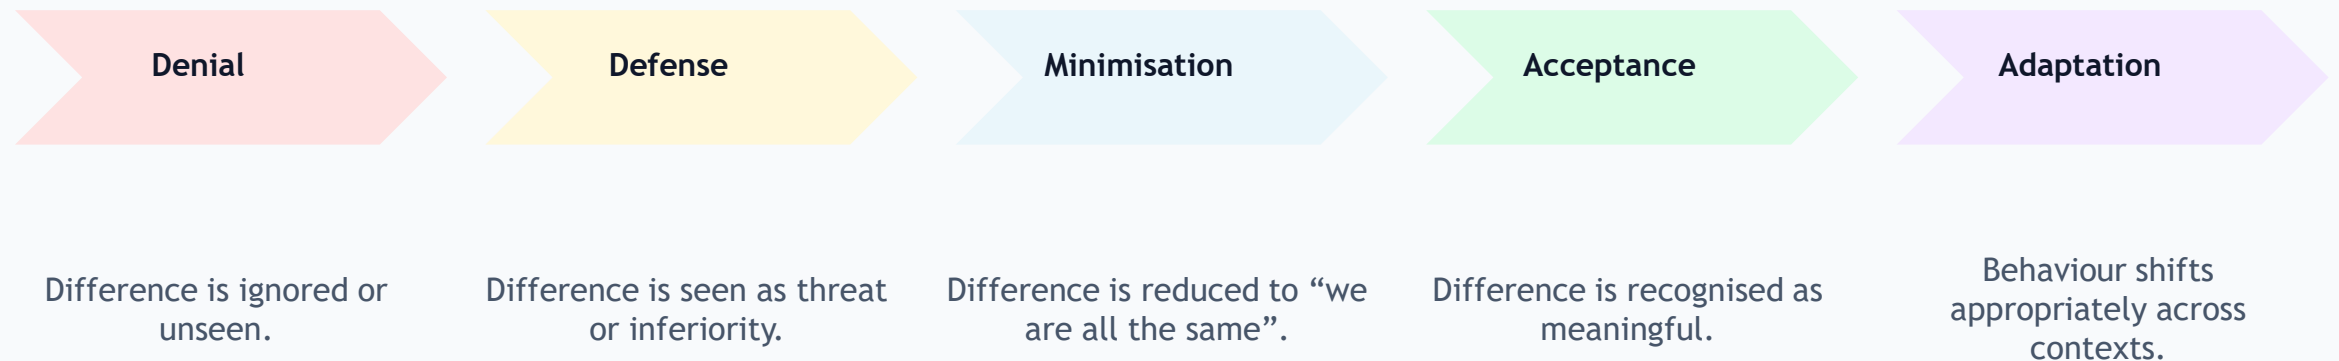 Denial
Defense
Minimisation
Acceptance
Adaptation
Difference is ignored or
unseen.
Difference is seen as threat
or inferiority.
Difference is reduced to “we
are all the same”.
Difference is recognised as
meaningful.
Behaviour shifts
appropriately across
contexts.